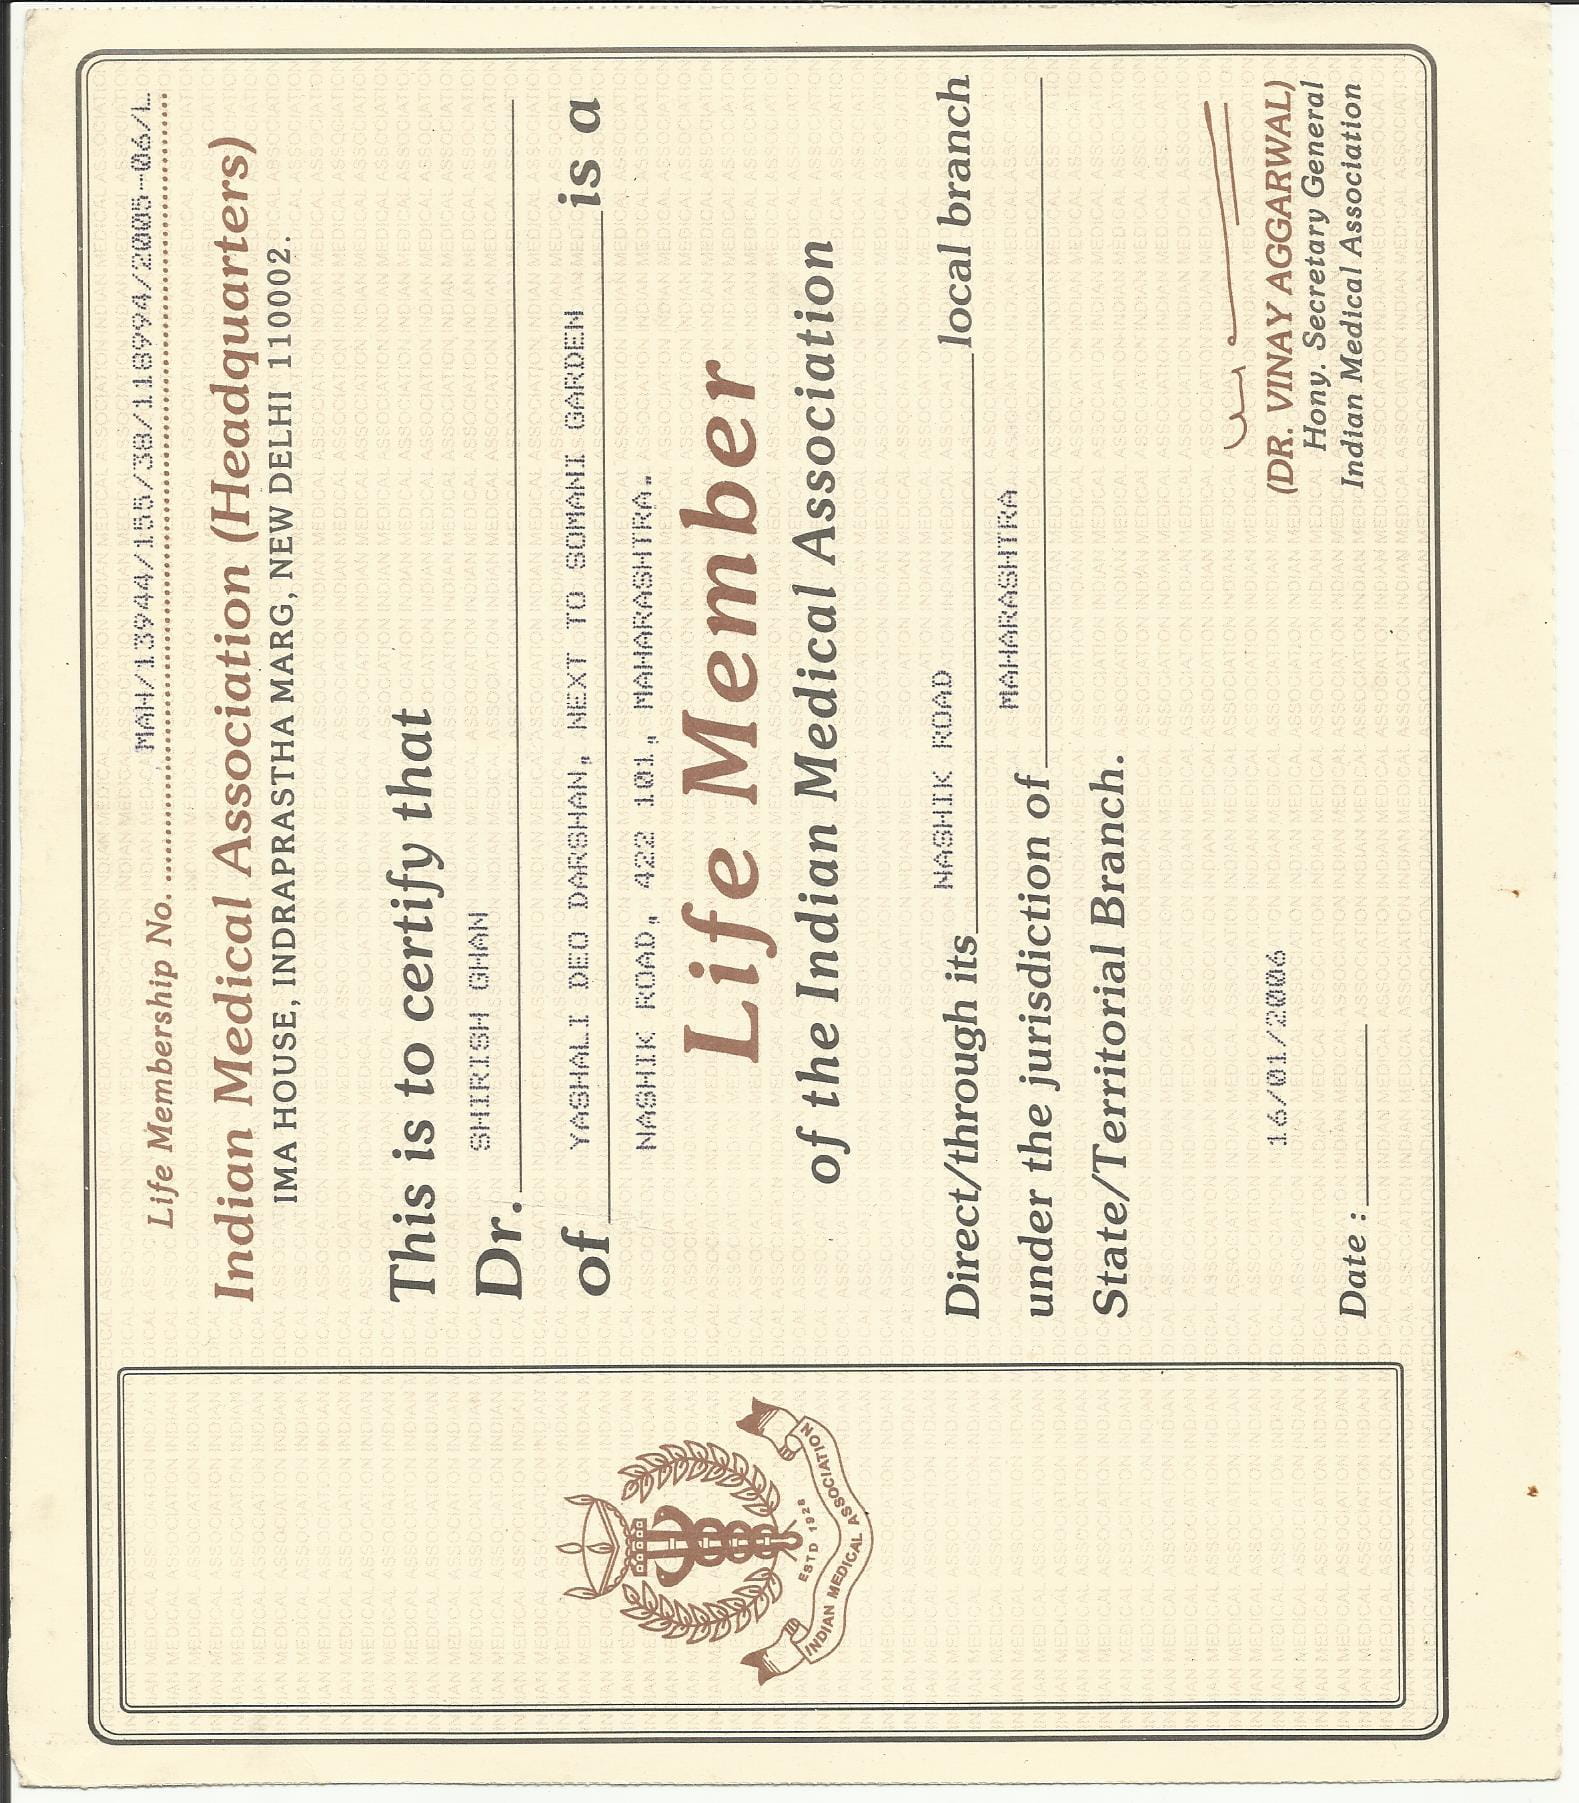 Life Membership No. MAH/13944/155/38/118994/2005-06/L
Indian Medical Association (Headquarters)
IMA HOUSE, INDRAPRASTHA MARG, NEW DELHI 110002.
This is to certify that
Dr. SHIRISH GHAN
of YASHALI DEO DARSHAN, NEXT TO SOMANI GARDEN is a
NASHIK ROAD, 422 101, MAHARASHTRA.
Life Member
of the Indian Medical Association
Direct/through its NASHIK ROAD local branch
under the jurisdiction of MAHARASHTRA
State/Territorial Branch.
Date : 16/01/2006
(DR. VINAY AGGARWAL)
Hony. Secretary General
Indian Medical Association
ESTD 1928
INDIAN MEDICAL ASSOCIATION